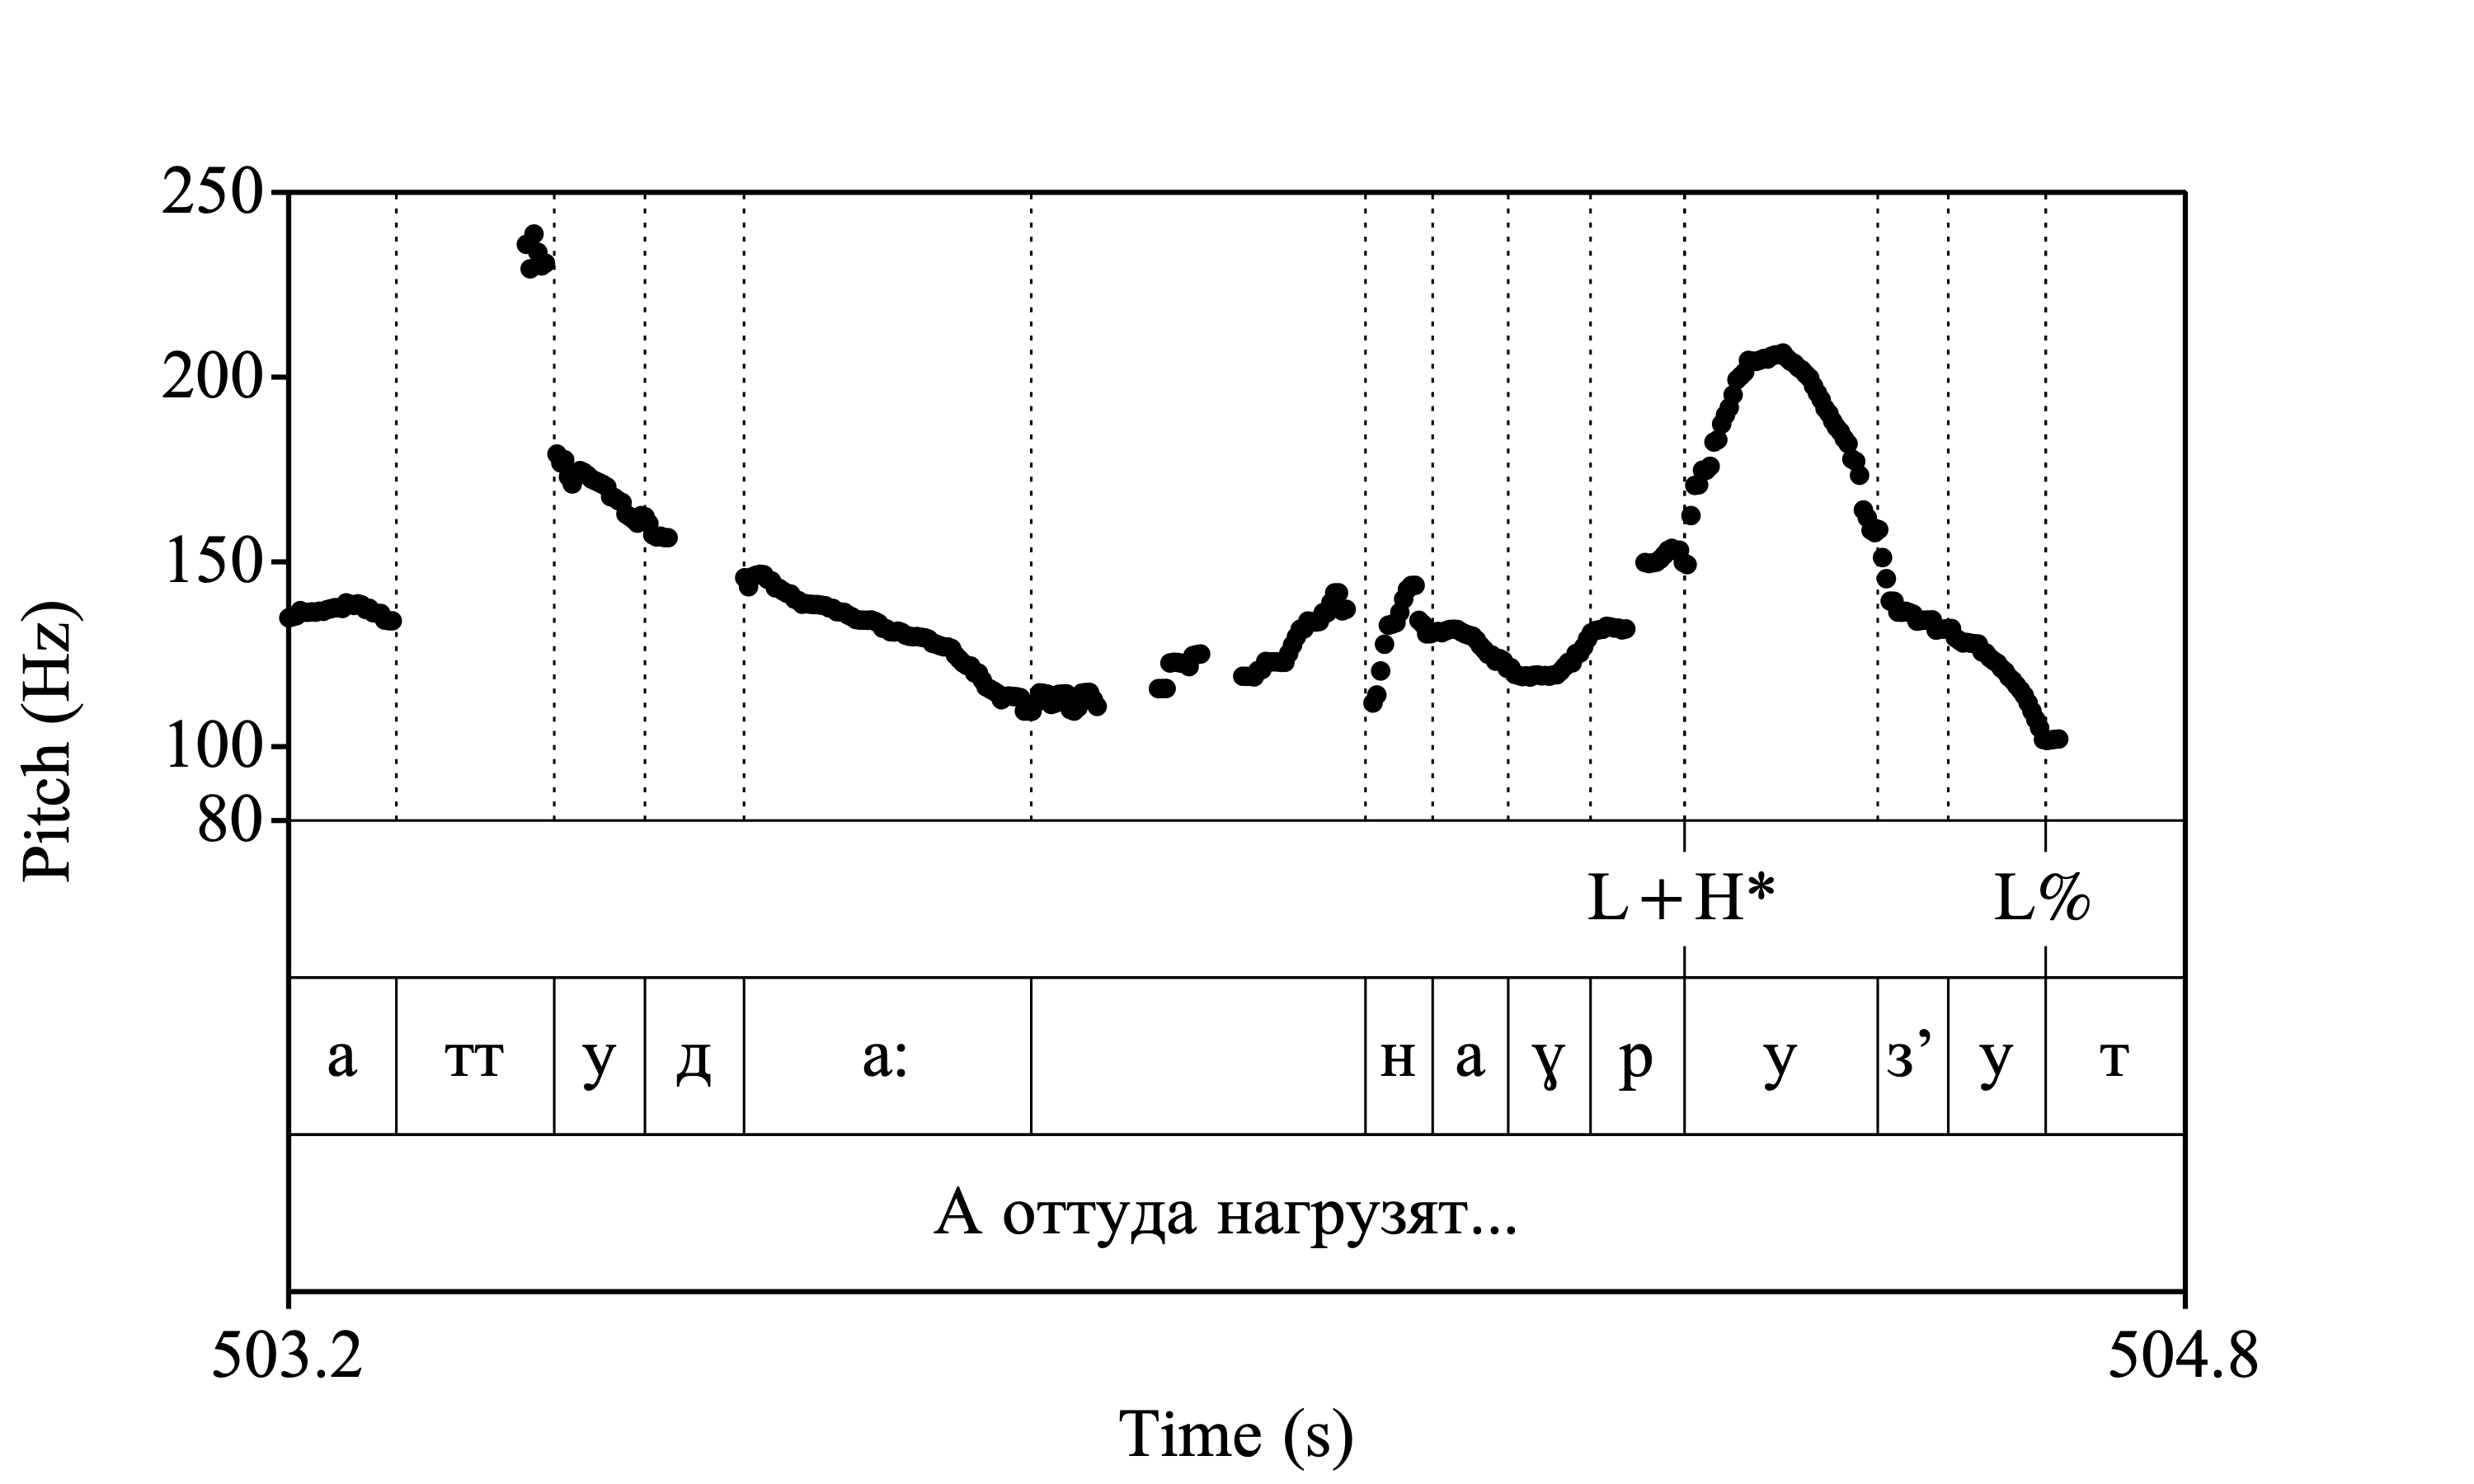 250
200
150
100
80
Pitch (Hz)
L+H* L%
а тт у д а: н а ɣ р у з’ у т
А оттуда нагрузят...
503.2 504.8
Time (s)